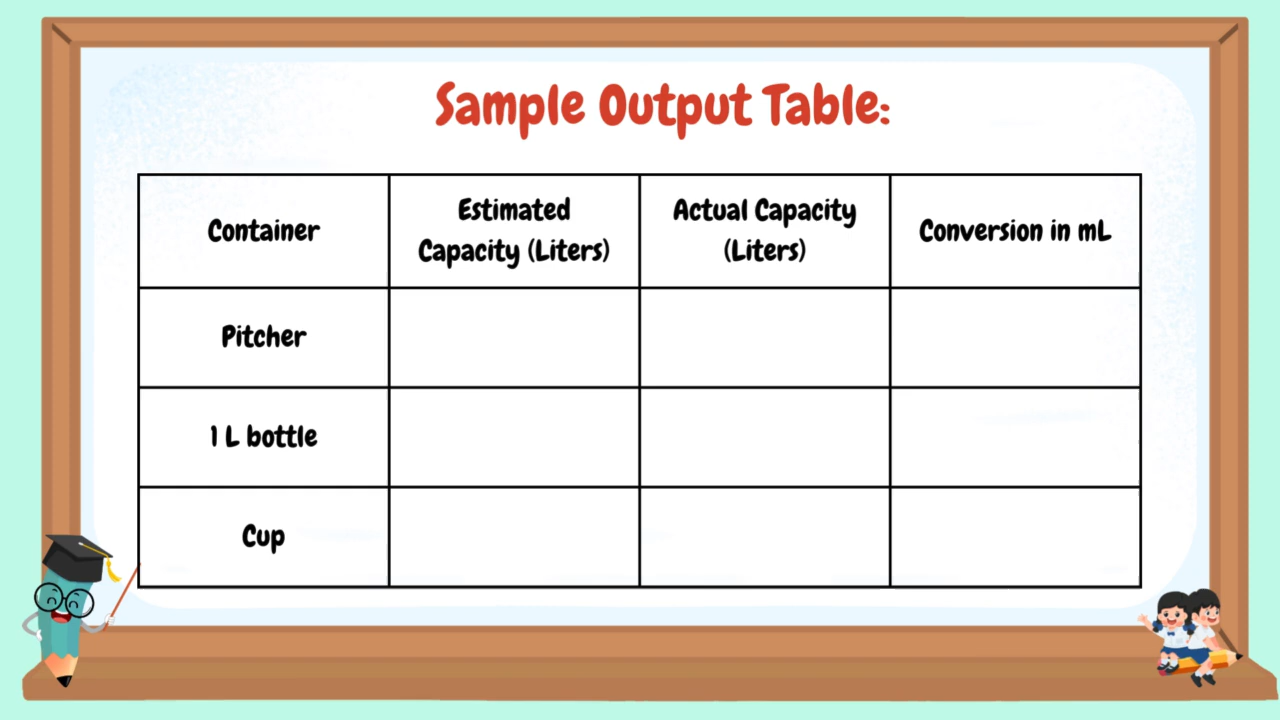 Sample Output Table:
Container
Estimated
Capacity (Liters)
Actual Capacity
(Liters)
Conversion in mL
Pitcher
1 L bottle
Cup